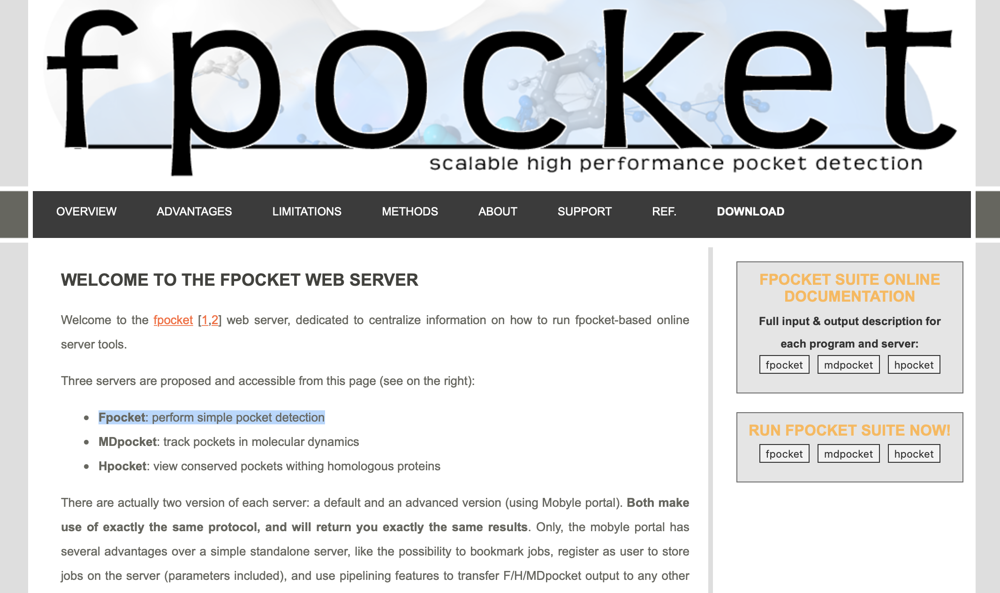 fpocket
scalable high performance pocket detection
OVERVIEW ADVANTAGES LIMITATIONS METHODS ABOUT SUPPORT REF. DOWNLOAD
WELCOME TO THE FPOCKET WEB SERVER
Welcome to the fpocket [1,2] web server, dedicated to centralize information on how to run fpocket-based online
server tools.
Three servers are proposed and accessible from this page (see on the right):
• Fpocket: perform simple pocket detection
• MDpocket: track pockets in molecular dynamics
• Hpocket: view conserved pockets withing homologous proteins
There are actually two version of each server: a default and an advanced version (using Mobyle portal). Both make
use of exactly the same protocol, and will return you exactly the same results. Only, the mobyle portal has
several advantages over a simple standalone server, like the possibility to bookmark jobs, register as user to store
jobs on the server (parameters included), and use pipelining features to transfer F/H/MDpocket output to any other
FPOCKET SUITE ONLINE
DOCUMENTATION
Full input & output description for
each program and server:
fpocket mdpocket hpocket
RUN FPOCKET SUITE NOW!
fpocket mdpocket hpocket